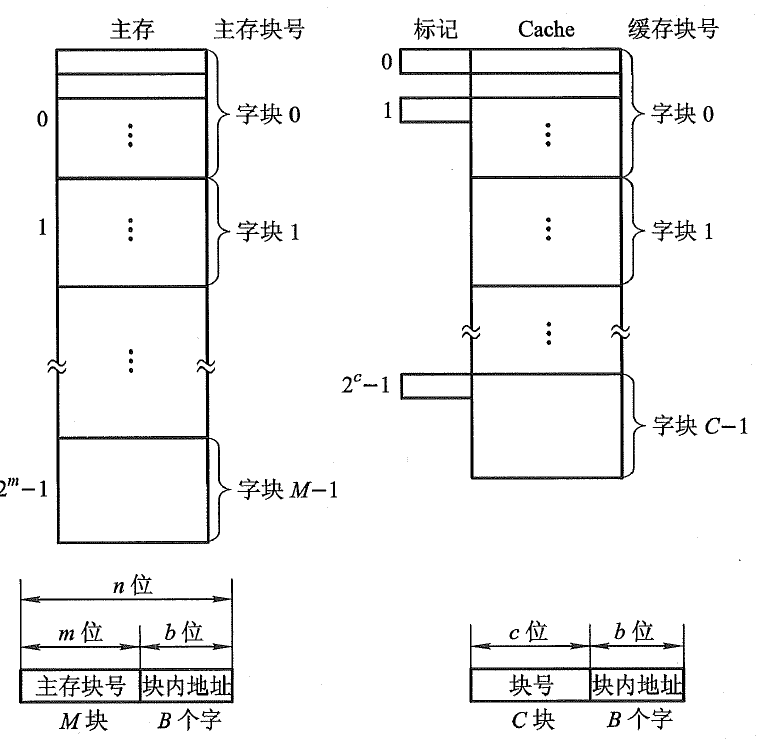 主存 主存块号
0
字块 0
⋮
1
字块 1
⋮
⋮
2^m−1
字块 M−1
标记 Cache 缓存块号
0
1
字块 0
⋮
字块 1
⋮
⋮
2^c−1
字块 C−1
n 位
m 位 b 位
主存块号 块内地址
M 块 B 个字
c 位 b 位
块号 块内地址
C 块 B 个字